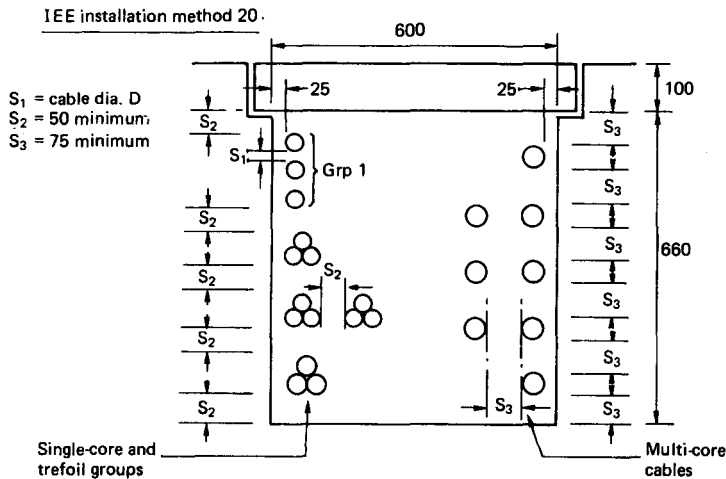 IEE installation method 20.
600
25
25
100
S₁ = cable dia. D
S₂ = 50 minimum
S₃ = 75 minimum
S₂
S₃
S₁
Grp 1
S₃
S₂
S₃
660
S₂
S₂
S₃
S₂
S₃
S₂
S₃
S₃
Single-core and
trefoil groups
Multi-core
cables